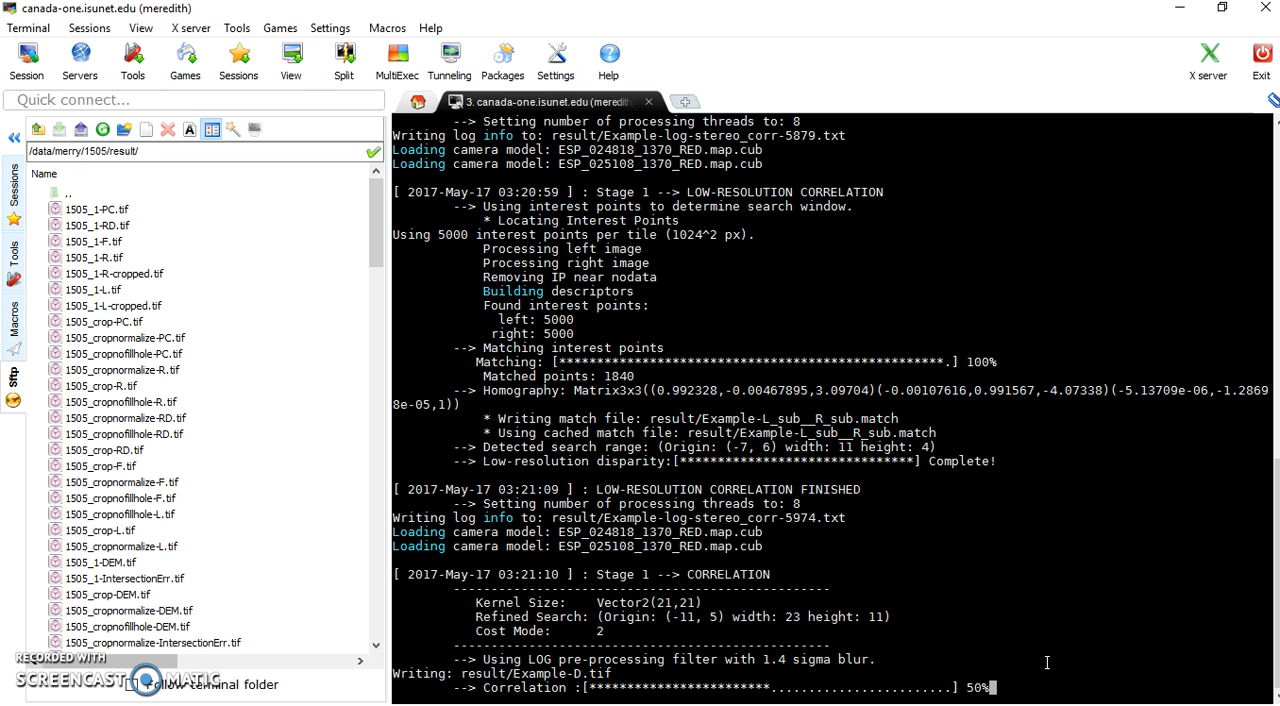 canada-one.isunet.edu (meredith)
Terminal Sessions View X server Tools Games Settings Macros Help
Session Servers Tools Games Sessions View Split MultiExec Tunneling Packages Settings Help X server Exit
Quick connect...
3. canada-one.isunet.edu (meredith
/data/merry/1505/result/
Name
..
1505_1-PC.tif
1505_1-RD.tif
1505_1-F.tif
1505_1-R.tif
1505_1-R-cropped.tif
1505_1-L.tif
1505_1-L-cropped.tif
1505_crop-PC.tif
1505_cropnormalize-PC.tif
1505_cropnofillhole-PC.tif
1505_cropnormalize-R.tif
1505_crop-R.tif
1505_cropnofillhole-R.tif
1505_cropnormalize-RD.tif
1505_cropnofillhole-RD.tif
1505_crop-RD.tif
1505_crop-F.tif
1505_cropnormalize-F.tif
1505_cropnofillhole-F.tif
1505_cropnofillhole-L.tif
1505_crop-L.tif
1505_cropnormalize-L.tif
1505_1-DEM.tif
1505_1-IntersectionErr.tif
1505_crop-DEM.tif
1505_cropnormalize-DEM.tif
1505_cropnofillhole-DEM.tif
1505_cropnormalize-IntersectionErr.tif
Sessions
Tools
Macros
Sftp
RECORDED WITH
SCREENCAST MATIC
Follow terminal folder
--> Setting number of processing threads to: 8
Writing log info to: result/Example-log-stereo_corr-5879.txt
Loading camera model: ESP_024818_1370_RED.map.cub
Loading camera model: ESP_025108_1370_RED.map.cub
[ 2017-May-17 03:20:59 ] : Stage 1 --> LOW-RESOLUTION CORRELATION
--> Using interest points to determine search window.
* Locating Interest Points
Using 5000 interest points per tile (1024^2 px).
Processing left image
Processing right image
Removing IP near nodata
Building descriptors
Found interest points:
left: 5000
right: 5000
--> Matching interest points
Matching: [***************************************************.] 100%
Matched points: 1840
--> Homography: Matrix3x3((0.992328,-0.00467895,3.09704)(-0.00107616,0.991567,-4.07338)(-5.13709e-06,-1.2869
8e-05,1))
* Writing match file: result/Example-L_sub__R_sub.match
* Using cached match file: result/Example-L_sub__R_sub.match
--> Detected search range: (Origin: (-7, 6) width: 11 height: 4)
--> Low-resolution disparity:[*******************************] Complete!
[ 2017-May-17 03:21:09 ] : LOW-RESOLUTION CORRELATION FINISHED
--> Setting number of processing threads to: 8
Writing log info to: result/Example-log-stereo_corr-5974.txt
Loading camera model: ESP_024818_1370_RED.map.cub
Loading camera model: ESP_025108_1370_RED.map.cub
[ 2017-May-17 03:21:10 ] : Stage 1 --> CORRELATION
--------------------------------------------------
Kernel Size: Vector2(21,21)
Refined Search: (Origin: (-11, 5) width: 23 height: 11)
Cost Mode: 2
--------------------------------------------------
--> Using LOG pre-processing filter with 1.4 sigma blur.
Writing: result/Example-D.tif
--> Correlation :[************************........................] 50%